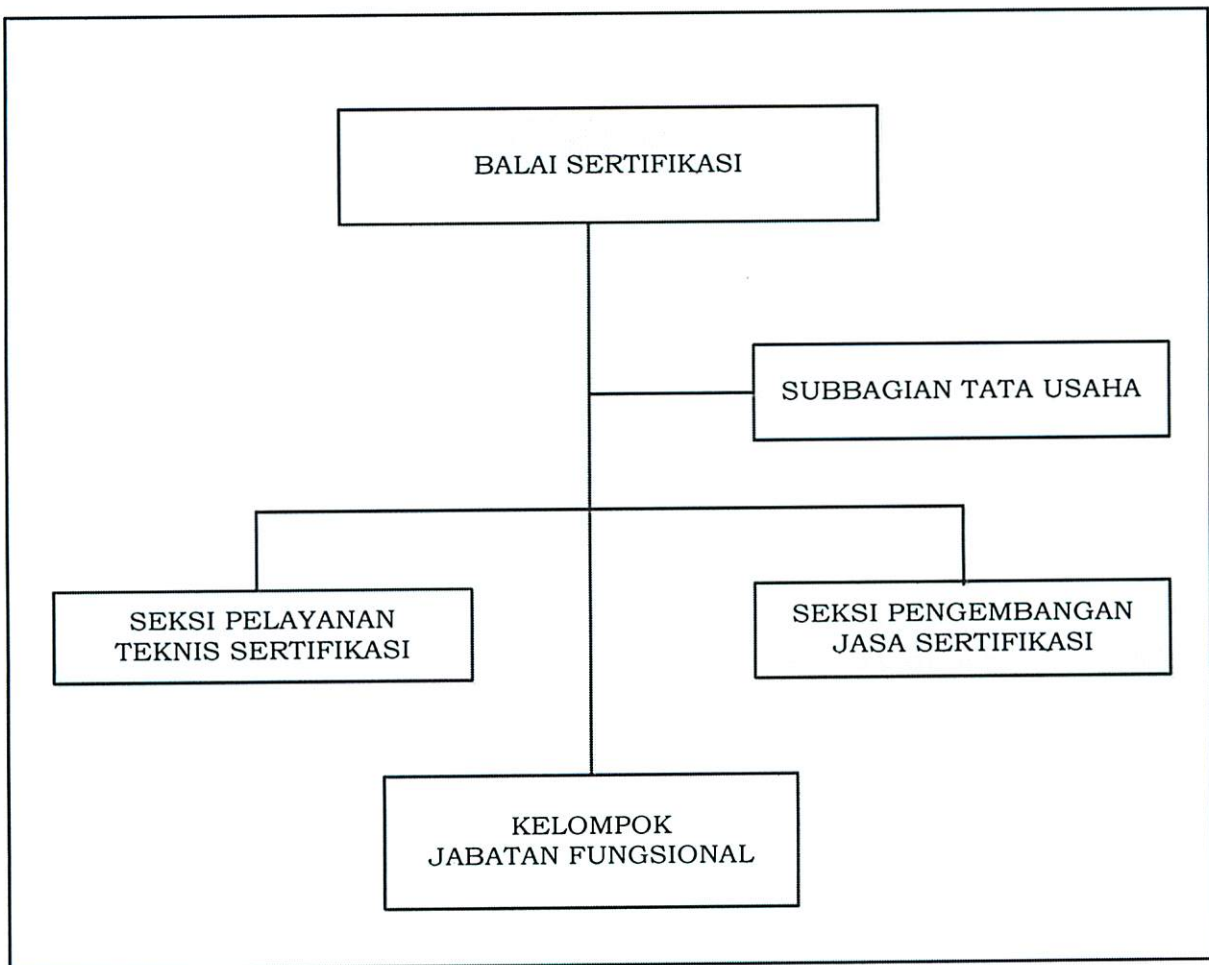 BALAI SERTIFIKASI
SUBBAGIAN TATA USAHA
SEKSI PELAYANAN
TEKNIS SERTIFIKASI
SEKSI PENGEMBANGAN
JASA SERTIFIKASI
KELOMPOK
JABATAN FUNGSIONAL